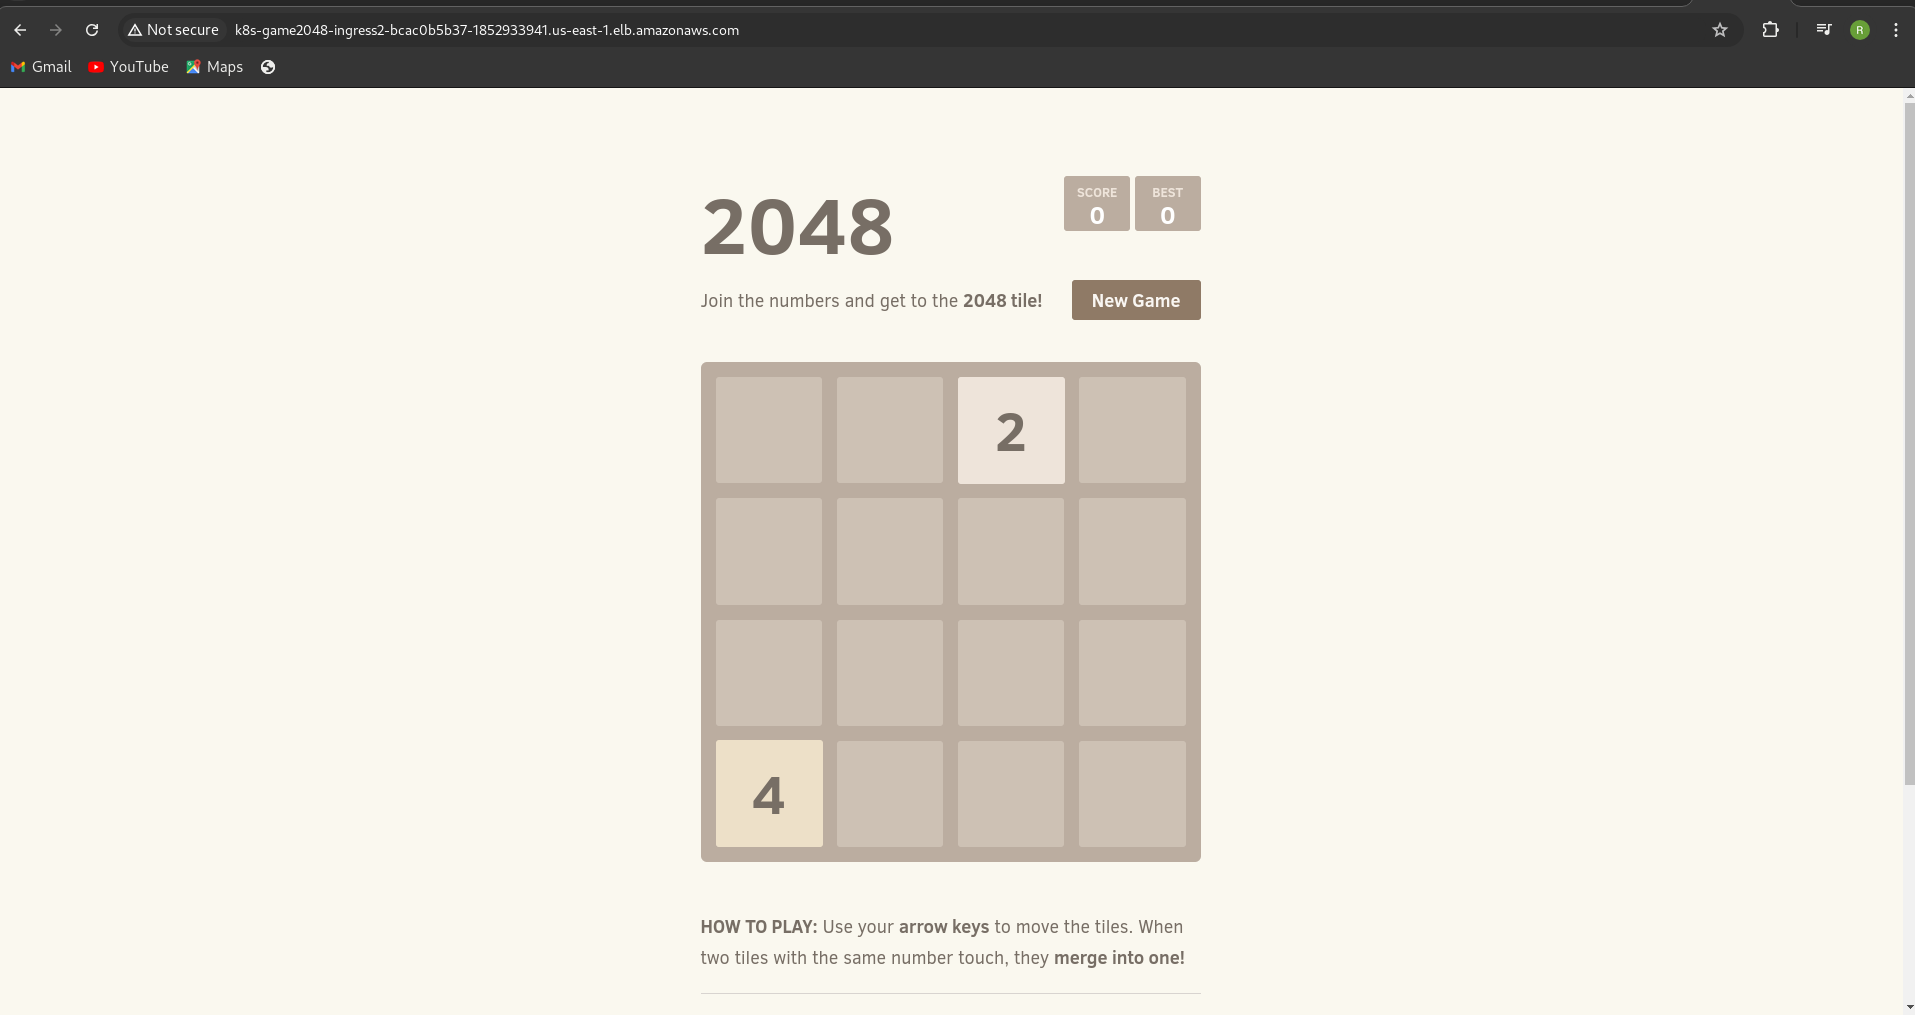 Not secure k8s-game2048-ingress2-bcac0b5b37-1852933941.us-east-1.elb.amazonaws.com R
Gmail YouTube Maps
2048
SCORE BEST
0 0
Join the numbers and get to the 2048 tile! New Game
2
4
HOW TO PLAY: Use your arrow keys to move the tiles. When
two tiles with the same number touch, they merge into one!